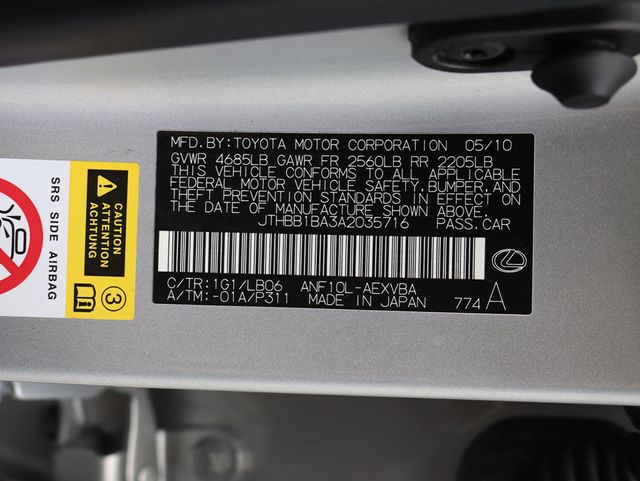 MFD.BY:TOYOTA MOTOR CORPORATION 05/10
GVWR 4685LB GAWR FR 2560LB RR 2205LB
THIS VEHICLE CONFORMS TO ALL APPLICABLE
FEDERAL MOTOR VEHICLE SAFETY,BUMPER,AND
THEFT PREVENTION STANDARDS IN EFFECT ON
THE DATE OF MANUFACTURE SHOWN ABOVE.
JTHBB1BA3A2035716 PASS.CAR
C/TR:1G1/LB06 ANF10L-AEXVBA
A/TM:-01A/P311 MADE IN JAPAN 774 A
SRS SIDE AIRBAG
CAUTION
ATTENTION
i
3